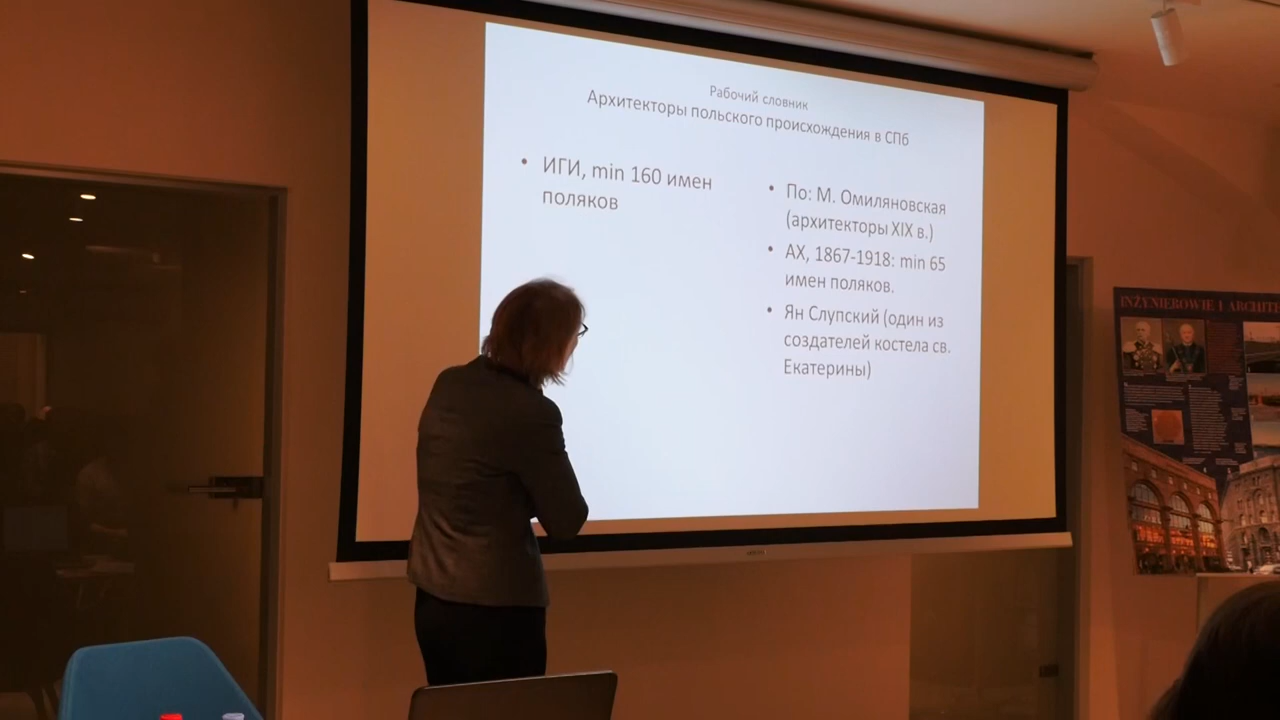 Рабочий словник
Архитекторы польского происхождения в СПб
• ИГИ, min 160 имен
поляков
• По: М. Омиляновская
(архитекторы XIX в.)
• АХ, 1867-1918: min 65
имен поляков.
• Ян Слупский (один из
создателей костела св.
Екатерины)
INŻYNIEROWIE I ARCHITE